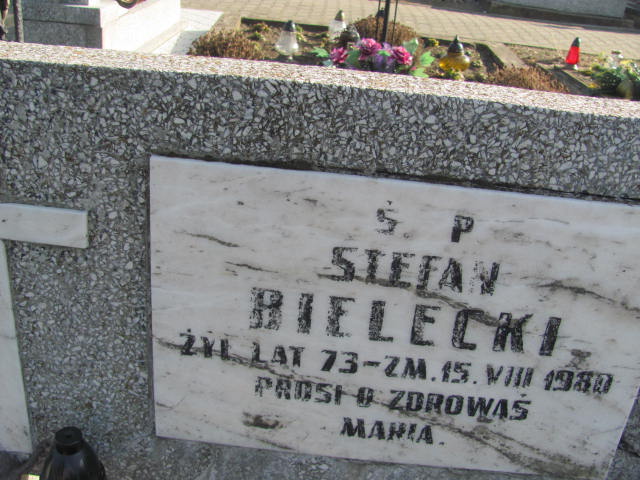 Ś P
STEFAN
BIELECKI
ŻYŁ LAT 73-ZM. 15. VIII 1980
PROSI O ZDROWAŚ
MARIA.